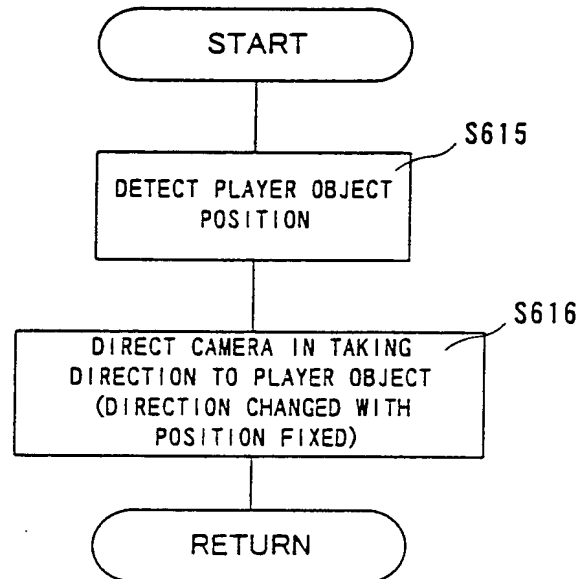 START
S615
DETECT PLAYER OBJECT
POSITION
S616
DIRECT CAMERA IN TAKING
DIRECTION TO PLAYER OBJECT
(DIRECTION CHANGED WITH
POSITION FIXED)
RETURN